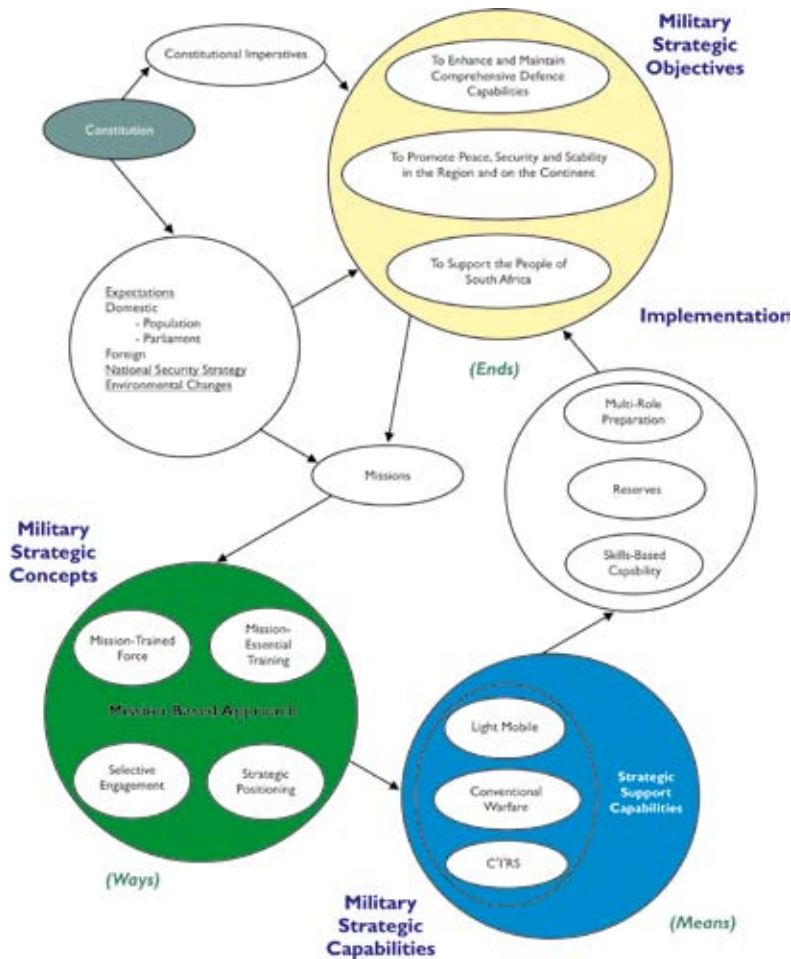 Military
Strategic
Objectives
Constitutional Imperatives
To Enhance and Maintain
Comprehensive Defence
Capabilities
Constitution
To Promote Peace, Security and Stability
in the Region and on the Continent
To Support the People of
South Africa
Expectations
Domestic
- Population
- Parliament
Foreign
National Security Strategy
Environmental Changes
Implementation
(Ends)
Multi-Role
Preparation
Reserves
Skills-Based
Capability
Missions
Military
Strategic
Concepts
Mission-Trained
Force
Mission-
Essential
Training
Mission Based Approach
Selective
Engagement
Strategic
Positioning
(Ways)
Light Mobile
Conventional
Warfare
Strategic
Support
Capabilities
Military
Strategic
Capabilities
(Means)